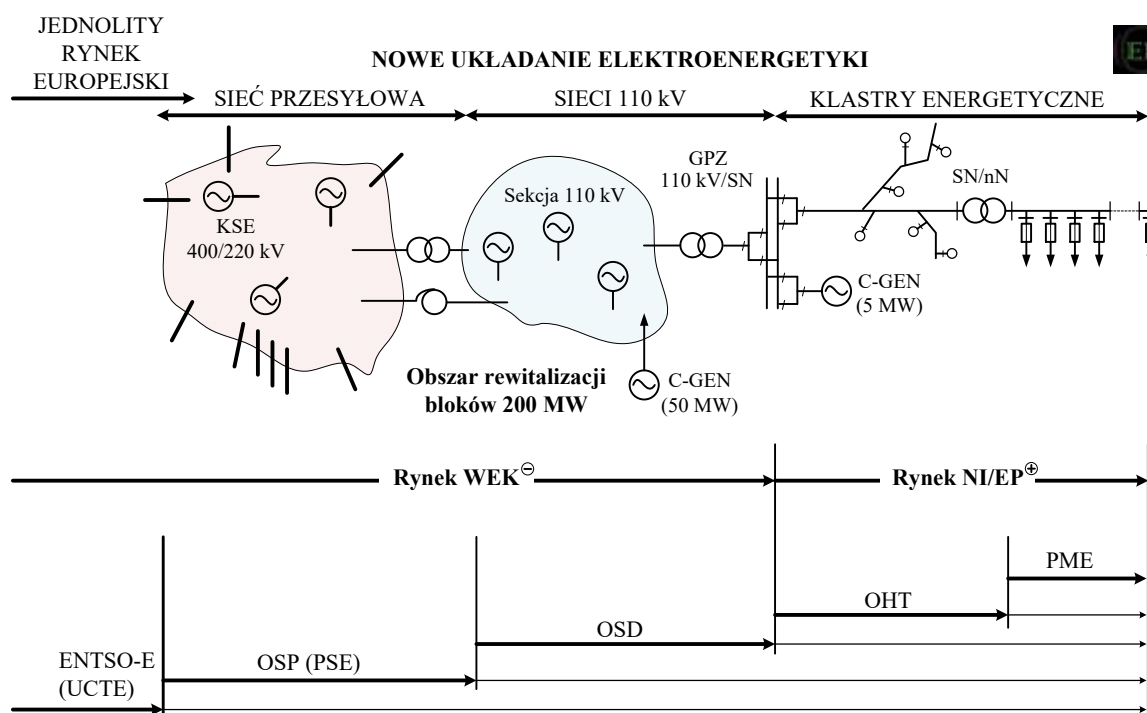 JEDNOLITY
RYNEK
EUROPEJSKI
NOWE UKŁADANIE ELEKTROENERGETYKI
SIEĆ PRZESYŁOWA
SIECI 110 kV
KLASTRY ENERGETYCZNE
GPZ
110 kV/SN
SN/nN
Sekcja 110 kV
KSE
400/220 kV
C-GEN
(5 MW)
Obszar rewitalizacji
bloków 200 MW
C-GEN
(50 MW)
Rynek WEK⊖
Rynek NI/EP⊕
PME
OHT
OSD
ENTSO-E
(UCTE)
OSP (PSE)